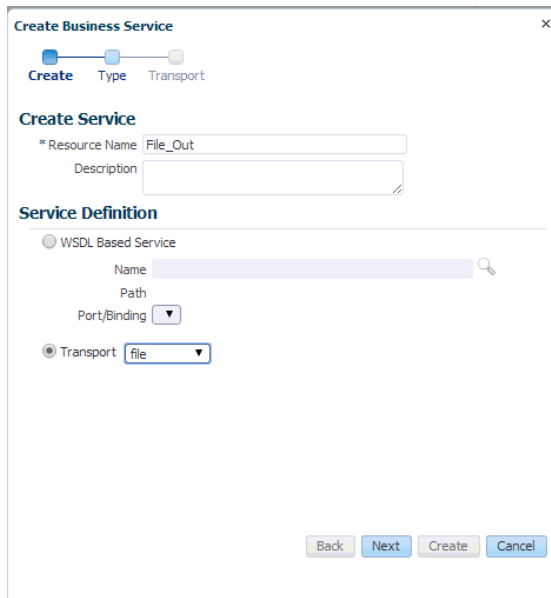 Create Business Service ×
Create Type Transport
Create Service
* Resource Name File_Out
Description
Service Definition
WSDL Based Service
Name
Path
Port/Binding
Transport file
Back Next Create Cancel